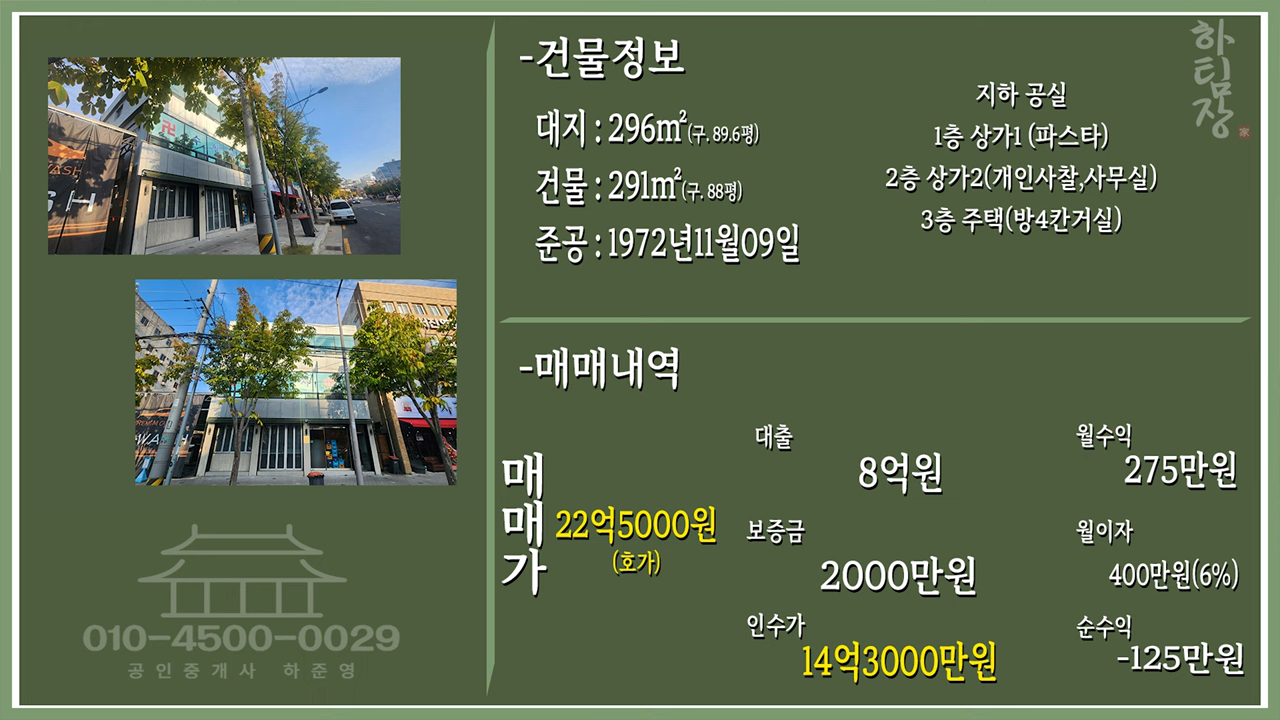 -건물정보
대지 : 296㎡(구. 89.6평)
건물 : 291㎡(구. 88평)
준공 : 1972년11월09일
지하 공실
1층 상가1 (파스타)
2층 상가2(개인사찰,사무실)
3층 주택(방4칸거실)
하팀장
家
-매매내역
매매가
22억5000원
(호가)
대출
8억원
보증금
2000만원
인수가
14억3000만원
월수익
275만원
월이자
400만원(6%)
순수익
-125만원
卍
010-4500-0029
공인중개사 하준영